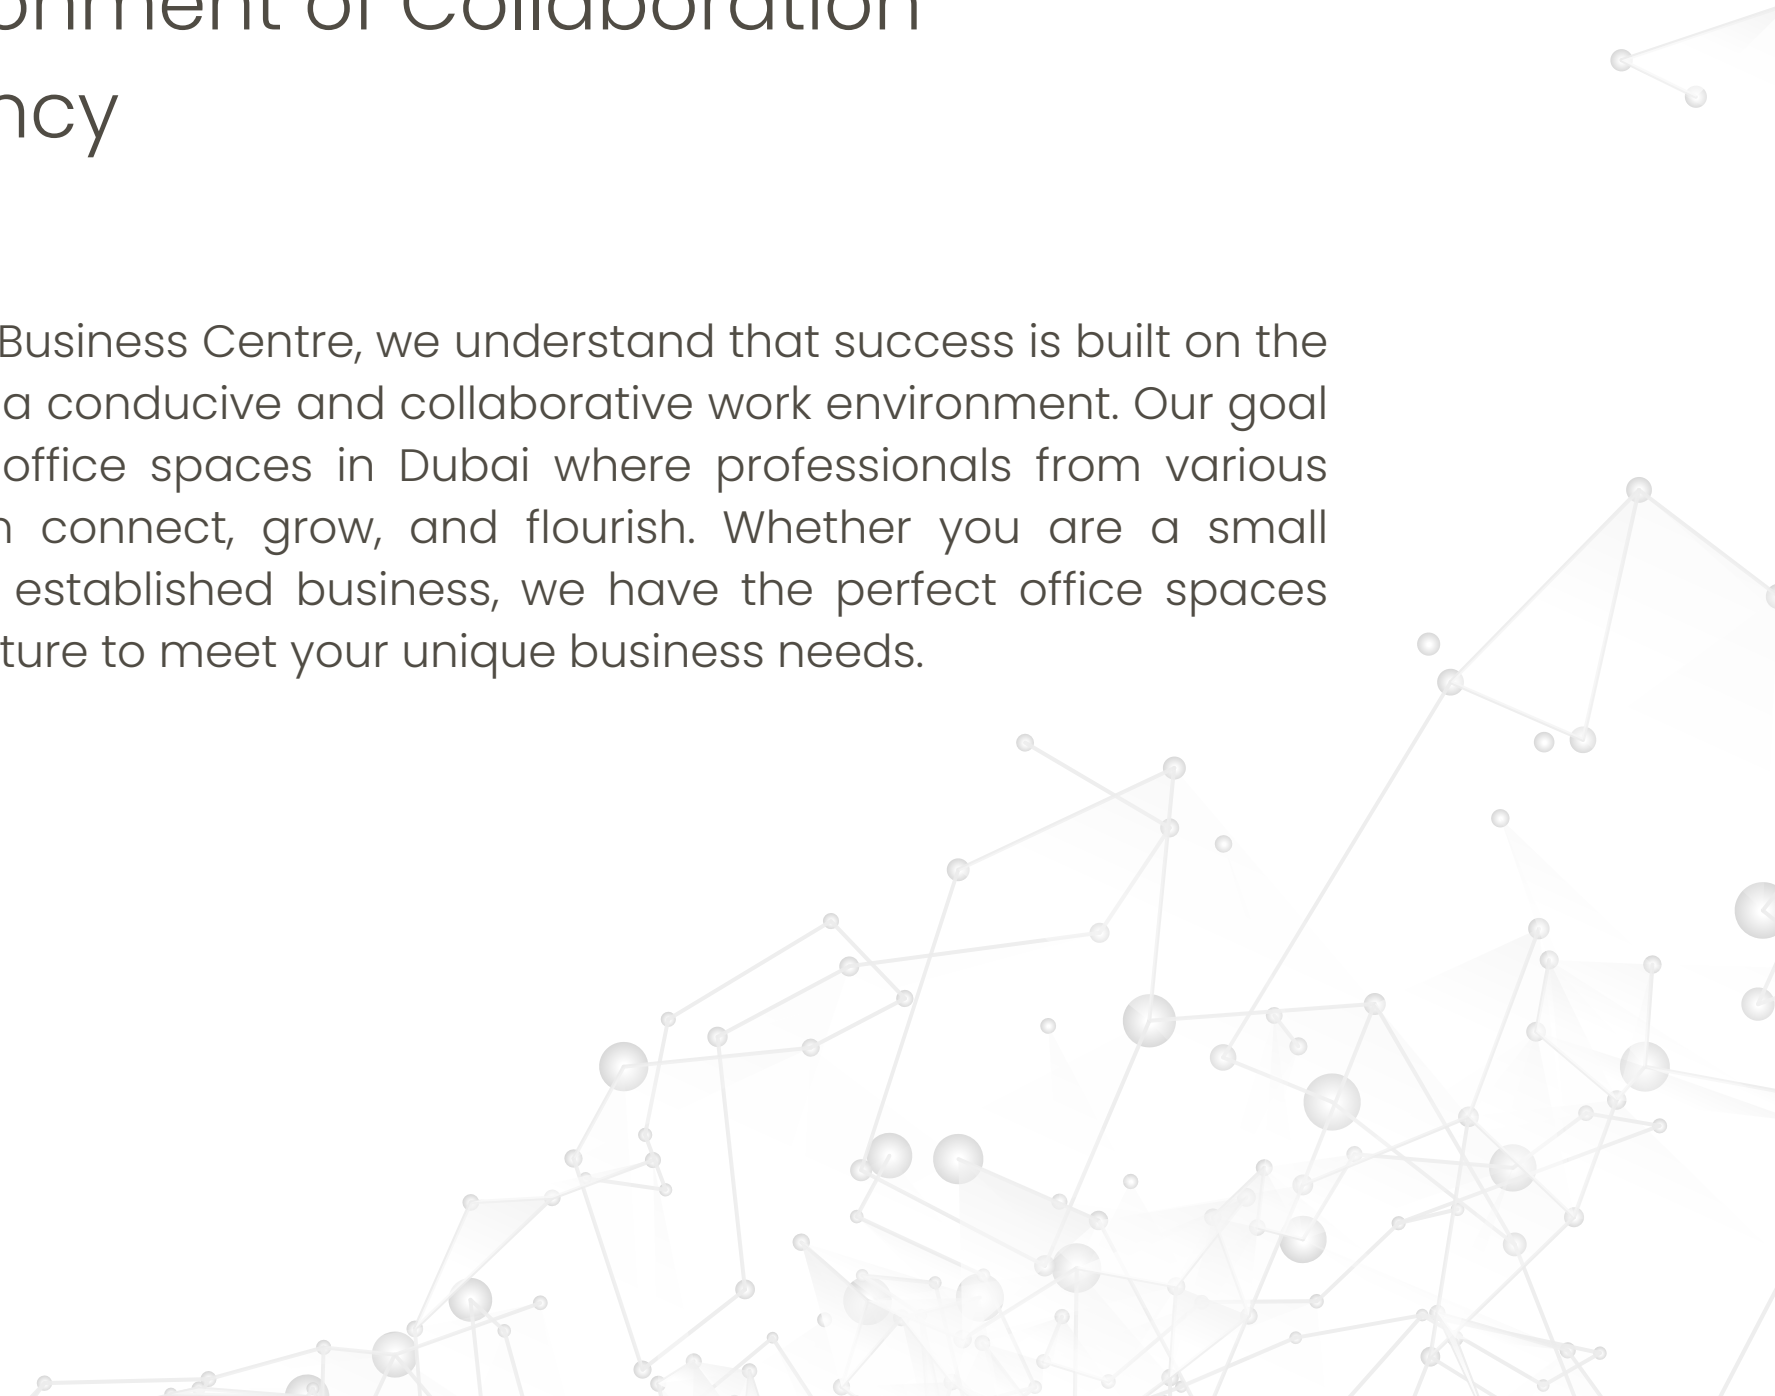 onment of Collaboration
ncy
Business Centre, we understand that success is built on the
a conducive and collaborative work environment. Our goal
office spaces in Dubai where professionals from various
n connect, grow, and flourish. Whether you are a small
established business, we have the perfect office spaces
ture to meet your unique business needs.